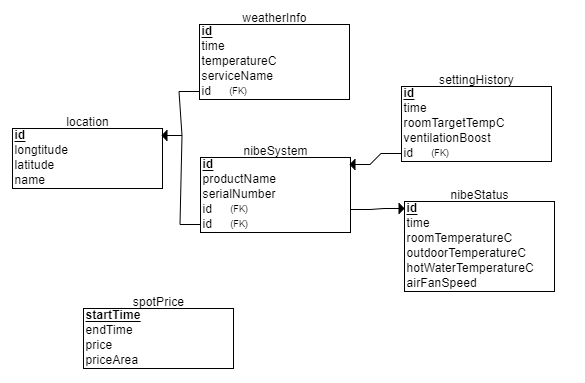 weatherInfo
id
time
temperatureC
serviceName
id (FK)
settingHistory
id
time
roomTargetTempC
ventilationBoost
id (FK)
location
id
longtitude
latitude
name
nibeSystem
id
productName
serialNumber
id (FK)
id (FK)
nibeStatus
id
time
roomTemperatureC
outdoorTemperatureC
hotWaterTemperatureC
airFanSpeed
spotPrice
startTime
endTime
price
priceArea